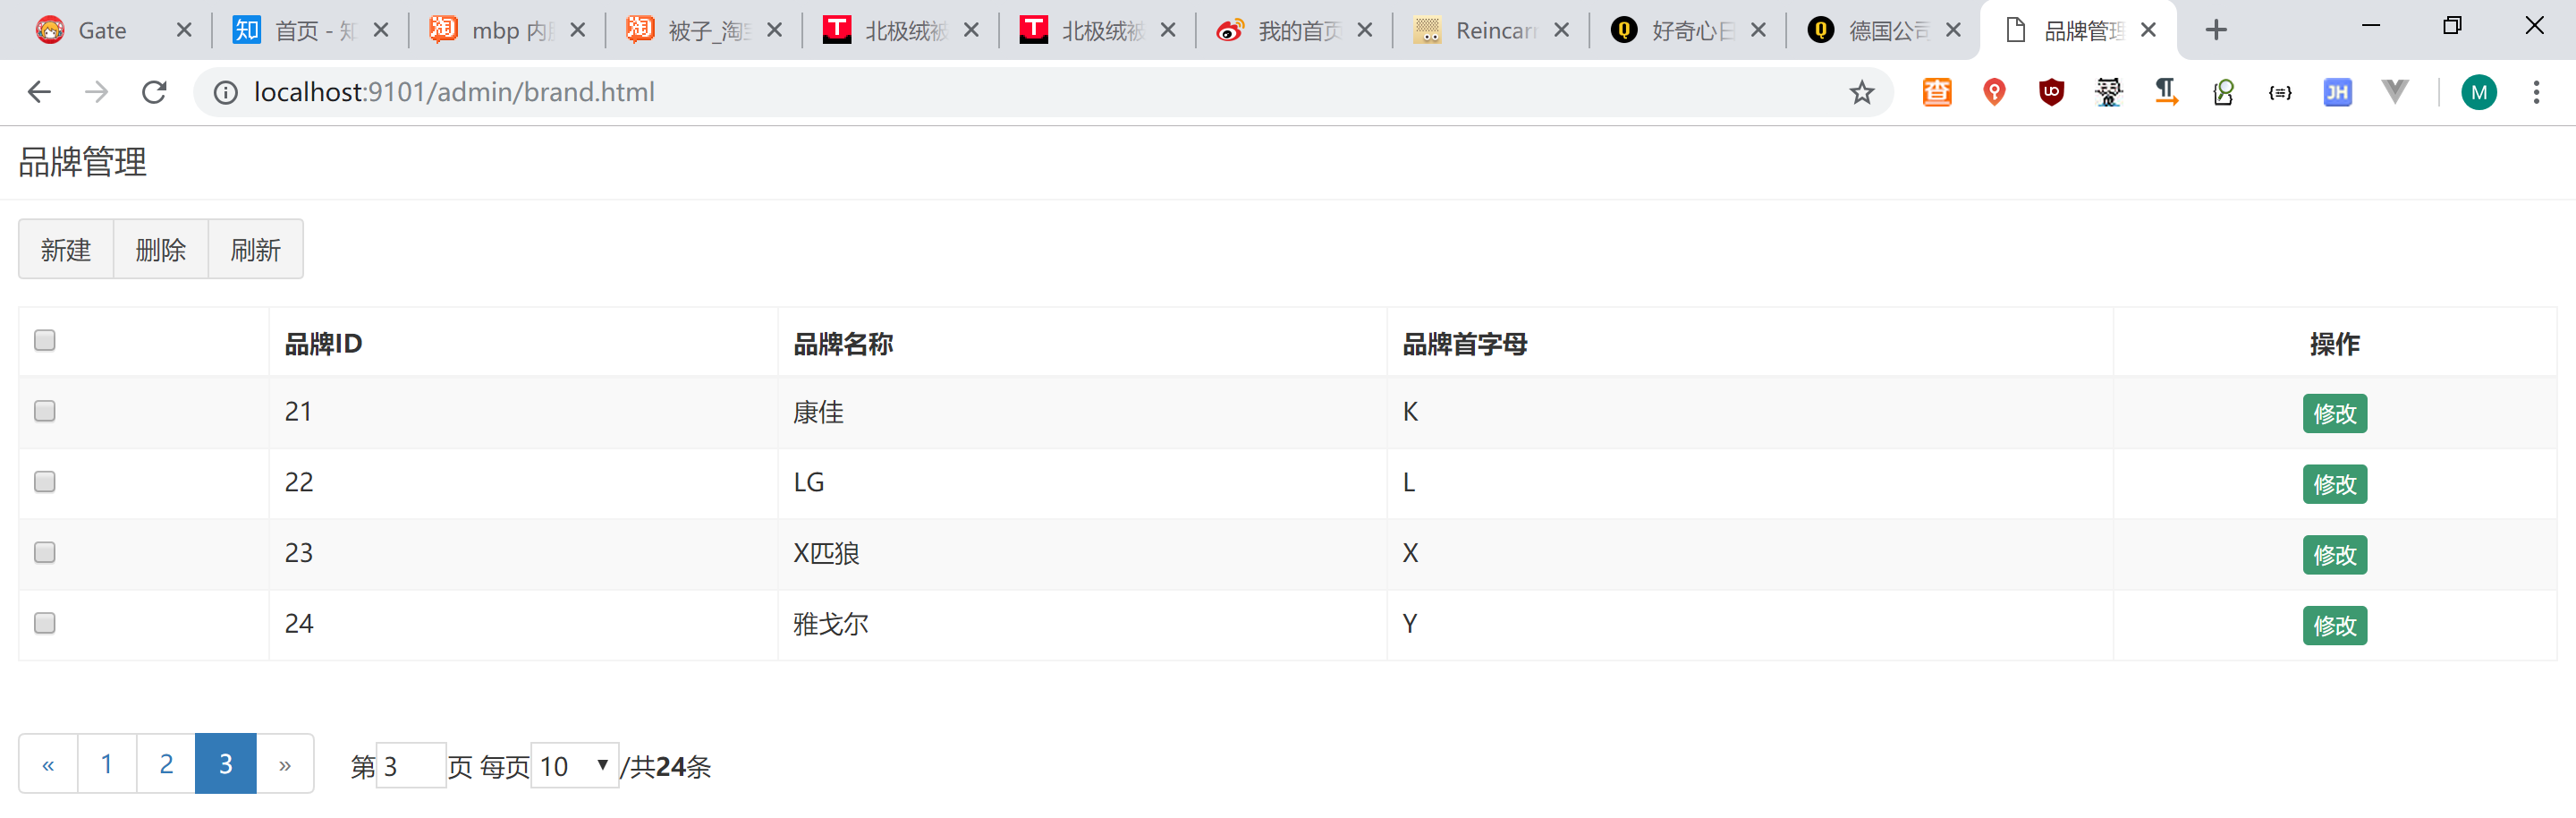 Gate 首页 - 知 mbp 内 被子_淘宝 北极绒被 北极绒被 我的首页 Reincarn 好奇心日 德国公司 品牌管理
localhost:9101/admin/brand.html
品牌管理
新建 删除 刷新
品牌ID 品牌名称 品牌首字母 操作
21 康佳 K 修改
22 LG L 修改
23 X匹狼 X 修改
24 雅戈尔 Y 修改
« 1 2 3 » 第3页 每页10/共24条